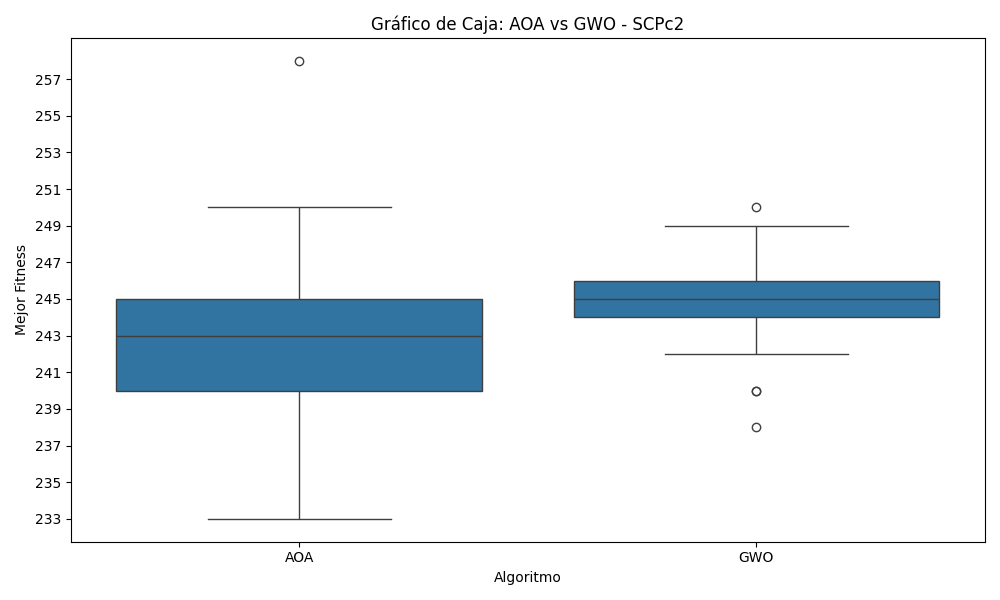 Gráfico de Caja: AOA vs GWO - SCPc2
Mejor Fitness
257
255
253
251
249
247
245
243
241
239
237
235
233
AOA
GWO
Algoritmo